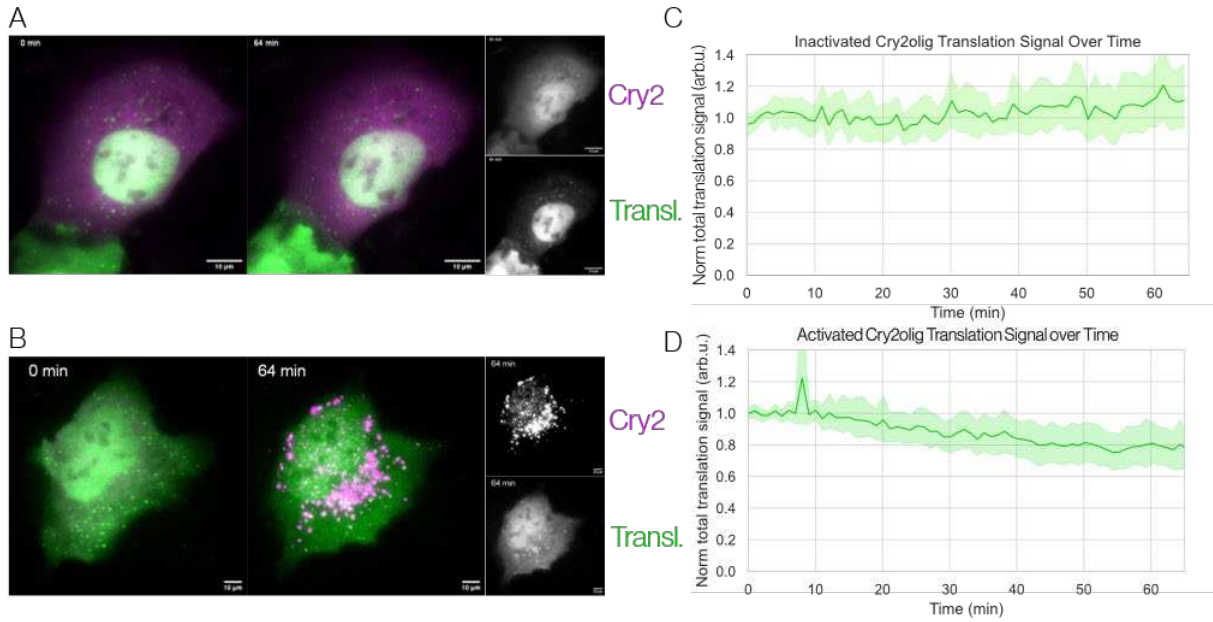 A
0 min
64 min
10 µm
10 µm
Cry2
Transl.
C
Inactivated Cry2olig Translation Signal Over Time
Norm total translation signal (arb.u.)
1.4
1.2
1.0
0.8
0.6
0.4
0.2
0.0
0 10 20 30 40 50 60
Time (min)
B
0 min
64 min
10 µm
10 µm
64 min
64 min
Cry2
Transl.
D
Activated Cry2olig Translation Signal over Time
Norm total translation signal (arb.u.)
1.4
1.2
1.0
0.8
0.6
0.4
0.2
0.0
0 10 20 30 40 50 60
Time (min)